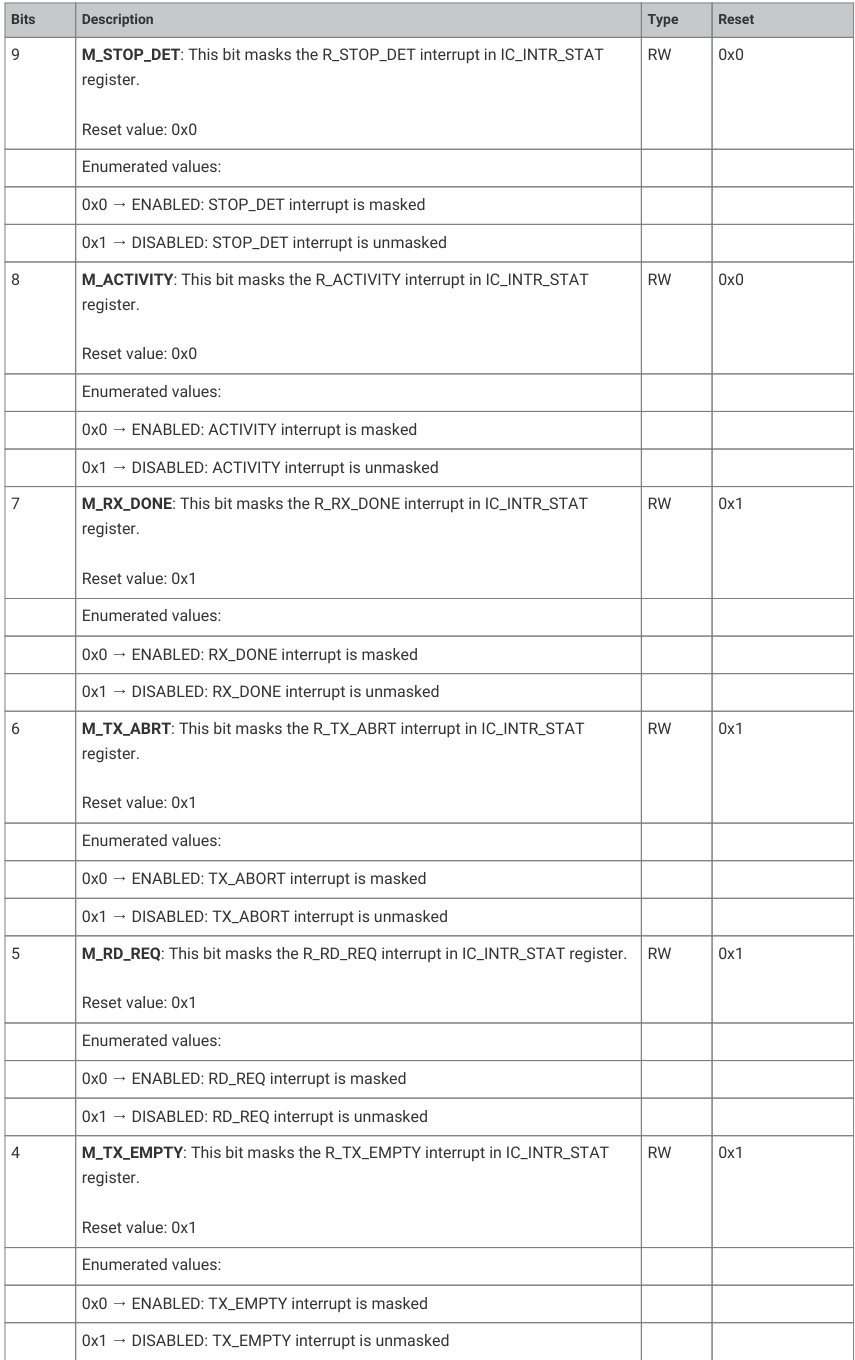 Bits Description Type Reset
9 M_STOP_DET: This bit masks the R_STOP_DET interrupt in IC_INTR_STAT RW 0x0
register.
Reset value: 0x0
Enumerated values:
0x0 → ENABLED: STOP_DET interrupt is masked
0x1 → DISABLED: STOP_DET interrupt is unmasked
8 M_ACTIVITY: This bit masks the R_ACTIVITY interrupt in IC_INTR_STAT RW 0x0
register.
Reset value: 0x0
Enumerated values:
0x0 → ENABLED: ACTIVITY interrupt is masked
0x1 → DISABLED: ACTIVITY interrupt is unmasked
7 M_RX_DONE: This bit masks the R_RX_DONE interrupt in IC_INTR_STAT RW 0x1
register.
Reset value: 0x1
Enumerated values:
0x0 → ENABLED: RX_DONE interrupt is masked
0x1 → DISABLED: RX_DONE interrupt is unmasked
6 M_TX_ABRT: This bit masks the R_TX_ABRT interrupt in IC_INTR_STAT RW 0x1
register.
Reset value: 0x1
Enumerated values:
0x0 → ENABLED: TX_ABORT interrupt is masked
0x1 → DISABLED: TX_ABORT interrupt is unmasked
5 M_RD_REQ: This bit masks the R_RD_REQ interrupt in IC_INTR_STAT register. RW 0x1
Reset value: 0x1
Enumerated values:
0x0 → ENABLED: RD_REQ interrupt is masked
0x1 → DISABLED: RD_REQ interrupt is unmasked
4 M_TX_EMPTY: This bit masks the R_TX_EMPTY interrupt in IC_INTR_STAT RW 0x1
register.
Reset value: 0x1
Enumerated values:
0x0 → ENABLED: TX_EMPTY interrupt is masked
0x1 → DISABLED: TX_EMPTY interrupt is unmasked